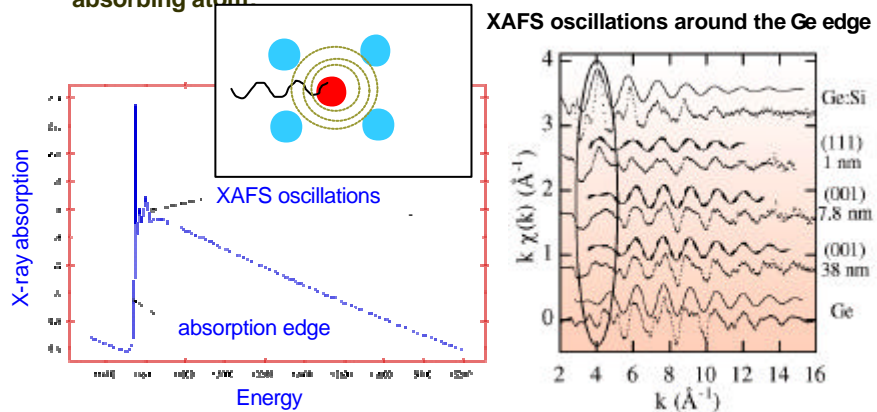 absorbing atom.
XAFS oscillations around the Ge edge
X-ray absorption
XAFS oscillations
absorption edge
Energy
4
3
2
1
0
k χ(k) (Å⁻¹)
Ge:Si
(111)
1 nm
(001)
7.8 nm
(001)
38 nm
Ge
2 4 6 8 10 12 14 16
k (Å⁻¹)